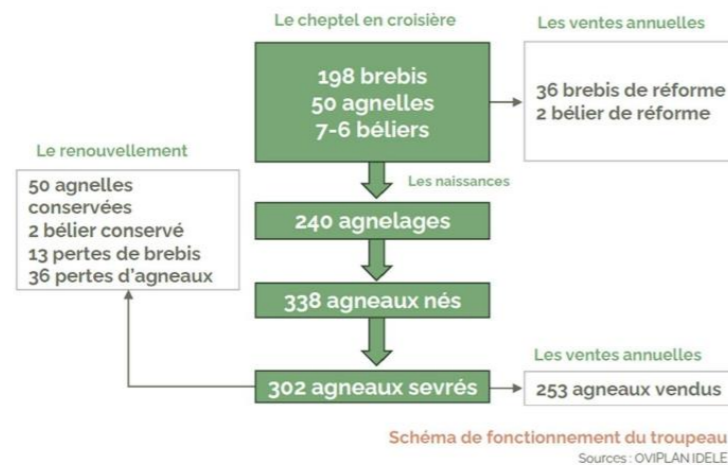 Le cheptel en croisière
198 brebis
50 agnelles
7-6 béliers
Les ventes annuelles
36 brebis de réforme
2 bélier de réforme
Le renouvellement
50 agnelles
conservées
2 bélier conservé
13 pertes de brebis
36 pertes d'agneaux
Les naissances
240 agnelages
338 agneaux nés
302 agneaux sevrés
Les ventes annuelles
253 agneaux vendus
Schéma de fonctionnement du troupeau
Sources : OVIPLAN IDELE